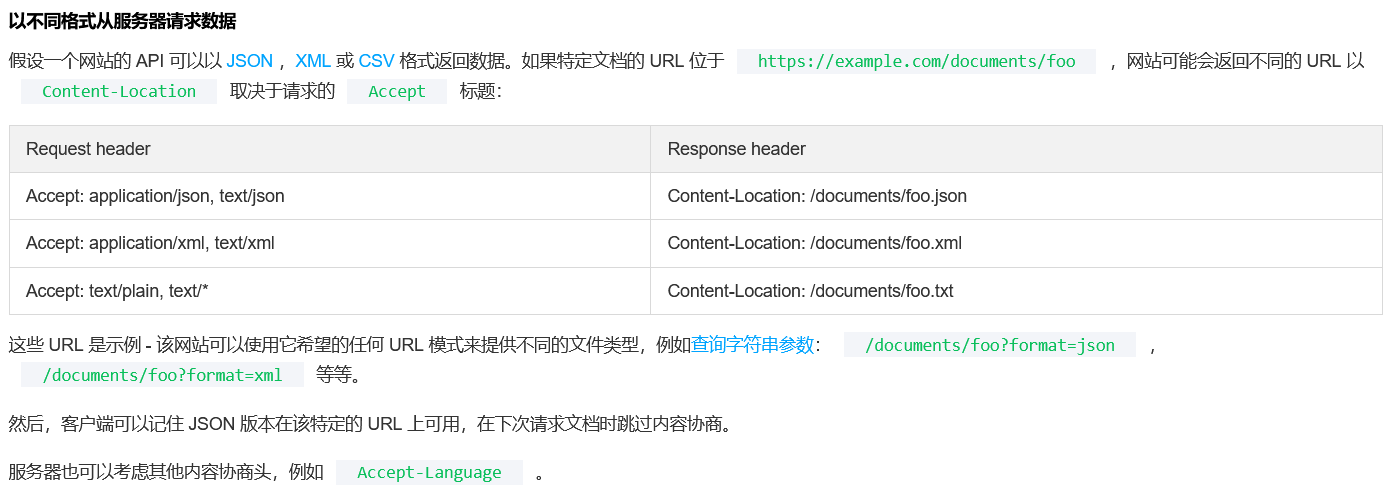 以不同格式从服务器请求数据
假设一个网站的 API 可以以 JSON ，XML 或 CSV 格式返回数据。如果特定文档的 URL 位于 https://example.com/documents/foo ，网站可能会返回不同的 URL 以
Content-Location 取决于请求的 Accept 标题：
Request header Response header
Accept: application/json, text/json Content-Location: /documents/foo.json
Accept: application/xml, text/xml Content-Location: /documents/foo.xml
Accept: text/plain, text/* Content-Location: /documents/foo.txt
这些 URL 是示例 - 该网站可以使用它希望的任何 URL 模式来提供不同的文件类型，例如查询字符串参数： /documents/foo?format=json ，
/documents/foo?format=xml 等等。
然后，客户端可以记住 JSON 版本在该特定的 URL 上可用，在下次请求文档时跳过内容协商。
服务器也可以考虑其他内容协商头，例如 Accept-Language 。